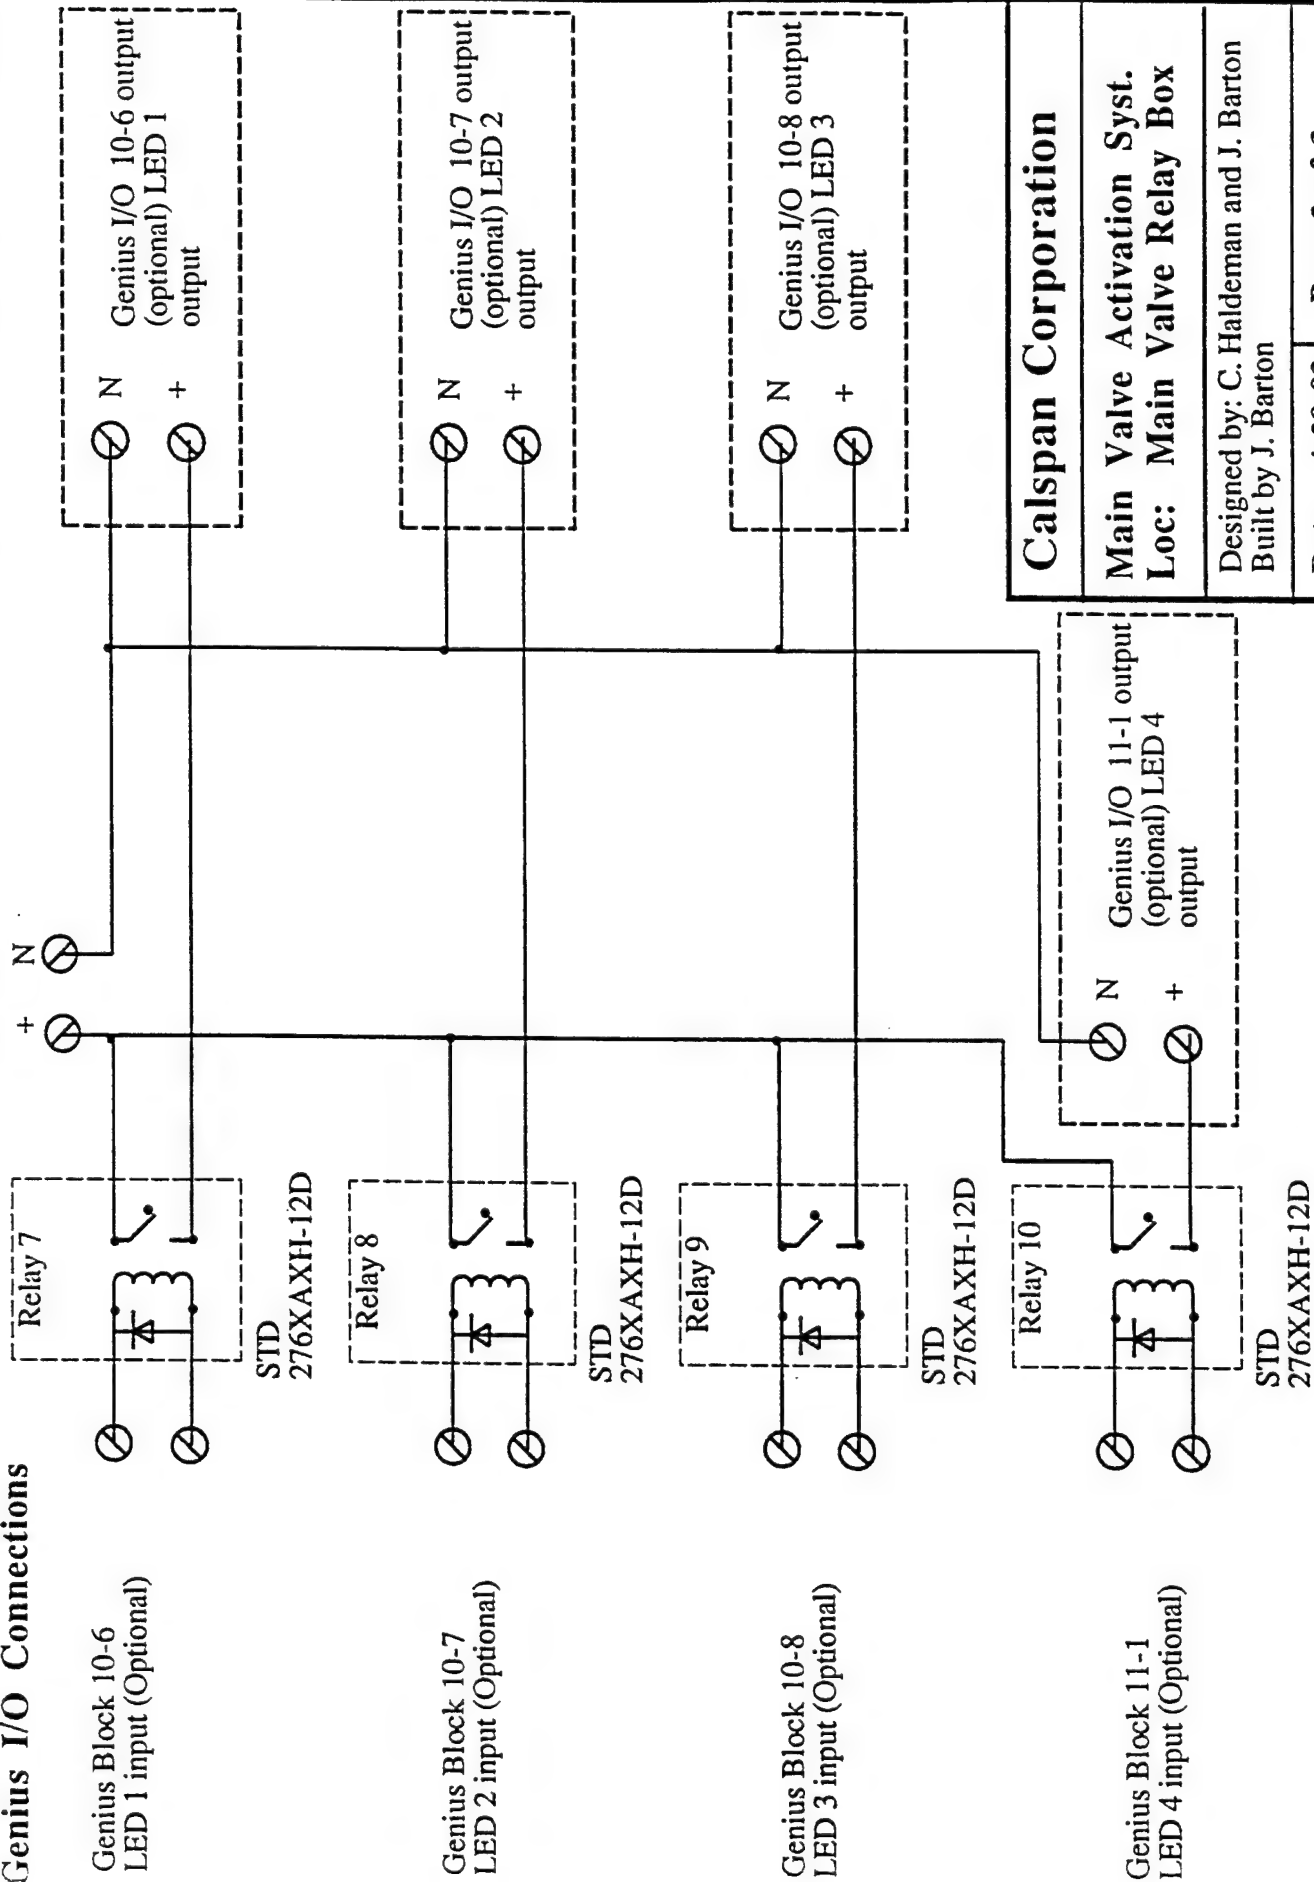 Genius I/O Connections
+
N
Genius Block 10-6
LED 1 input (Optional)
Relay 7
STD
276XAXH-12D
N
+
Genius I/O 10-6 output
(optional) LED 1
output
Genius Block 10-7
LED 2 input (Optional)
Relay 8
STD
276XAXH-12D
N
+
Genius I/O 10-7 output
(optional) LED 2
output
Genius Block 10-8
LED 3 input (Optional)
Relay 9
STD
276XAXH-12D
N
+
Genius I/O 10-8 output
(optional) LED 3
output
Genius Block 11-1
LED 4 input (Optional)
Relay 10
STD
276XAXH-12D
N
+
Genius I/O 11-1 output
(optional) LED 4
output
Calspan Corporation
Main Valve Activation Syst.
Loc: Main Valve Relay Box
Designed by: C. Haldeman and J. Barton
Built by J. Barton